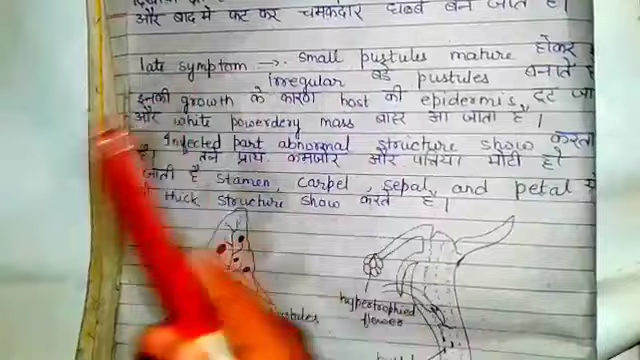 और बाद में फट कर चमकदार धब्बे बन जाते हैं।
late symptom → small pustules mature होकर
irregular बडे pustules बनाते है
इनकी growth के कारण host की epidermis टूट जा
और white powerdery mass बाहर आ जाता है।
Infected part abnormal structure show करता
है। तने प्राय कमजोर और पत्तिया मोटी हो
जाती है stamen, carpel, sepal, and petal
thick structure show करते है।
hypertrophied
flower